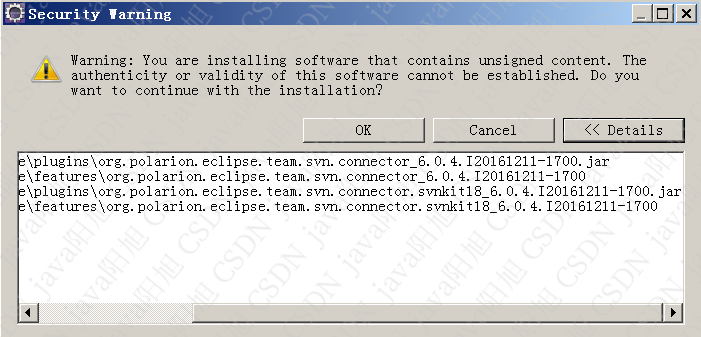 Security Warning
Warning: You are installing software that contains unsigned content. The
authenticity or validity of this software cannot be established. Do you
want to continue with the installation?
OK
Cancel
<< Details
e\plugins\org.polarion.eclipse.team.svn.connector_6.0.4.I20161211-1700.jar
e\features\org.polarion.eclipse.team.svn.connector_6.0.4.I20161211-1700
e\plugins\org.polarion.eclipse.team.svn.connector.svnkit18_6.0.4.I20161211-1700.jar
e\features\org.polarion.eclipse.team.svn.connector.svnkit18_6.0.4.I20161211-1700
CSDN java阳旭